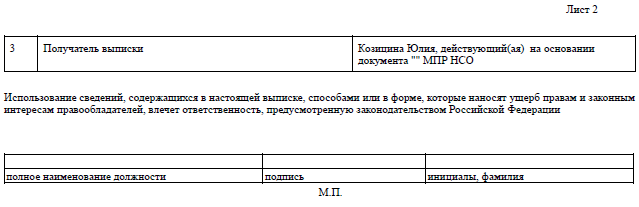 Лист 2
3 Получатель выписки Козицина Юлия, действующий(ая) на основании
документа "" МПР НСО
Использование сведений, содержащихся в настоящей выписке, способами или в форме, которые наносят ущерб правам и законным
интересам правообладателей, влечет ответственность, предусмотренную законодательством Российской Федерации
полное наименование должности подпись инициалы, фамилия
М.П.